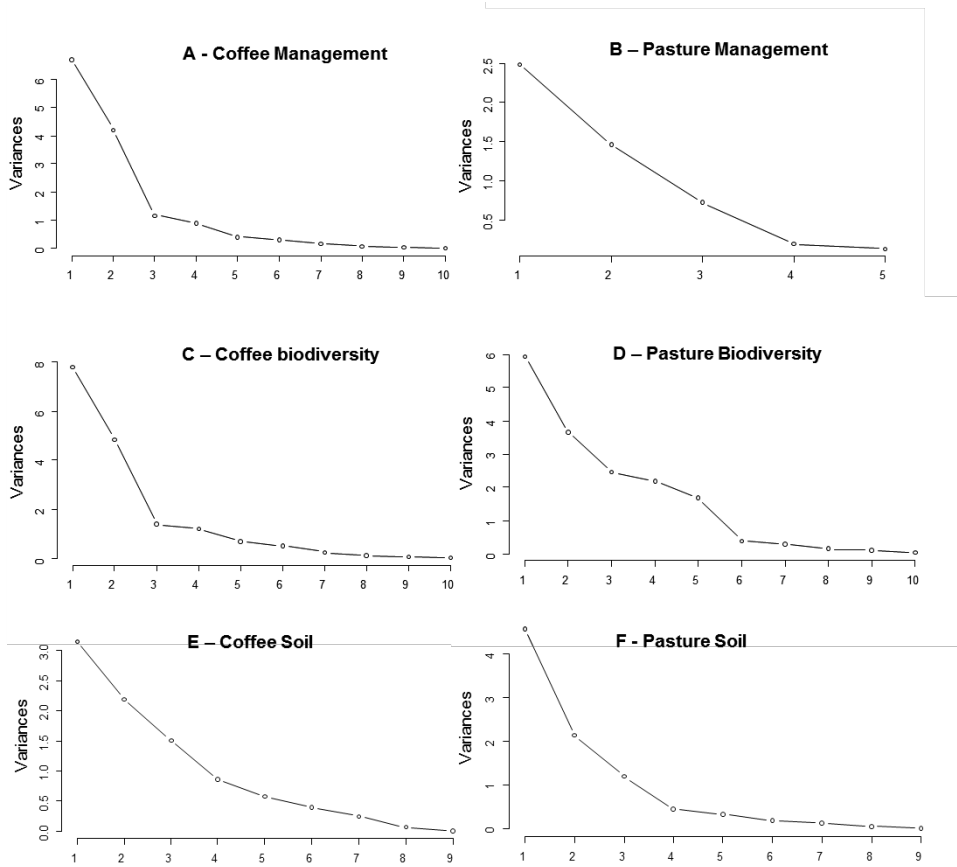 A - Coffee Management
Variances
0 1 2 3 4 5 6
1 2 3 4 5 6 7 8 9 10
B – Pasture Management
Variances
0.5 1.0 1.5 2.0 2.5
1 2 3 4 5
C – Coffee biodiversity
Variances
0 2 4 6 8
1 2 3 4 5 6 7 8 9 10
D – Pasture Biodiversity
Variances
0 1 2 3 4 5 6
1 2 3 4 5 6 7 8 9 10
E – Coffee Soil
Variances
0.0 0.5 1.0 1.5 2.0 2.5 3.0
1 2 3 4 5 6 7 8 9
F - Pasture Soil
Variances
0 1 2 3 4
1 2 3 4 5 6 7 8 9